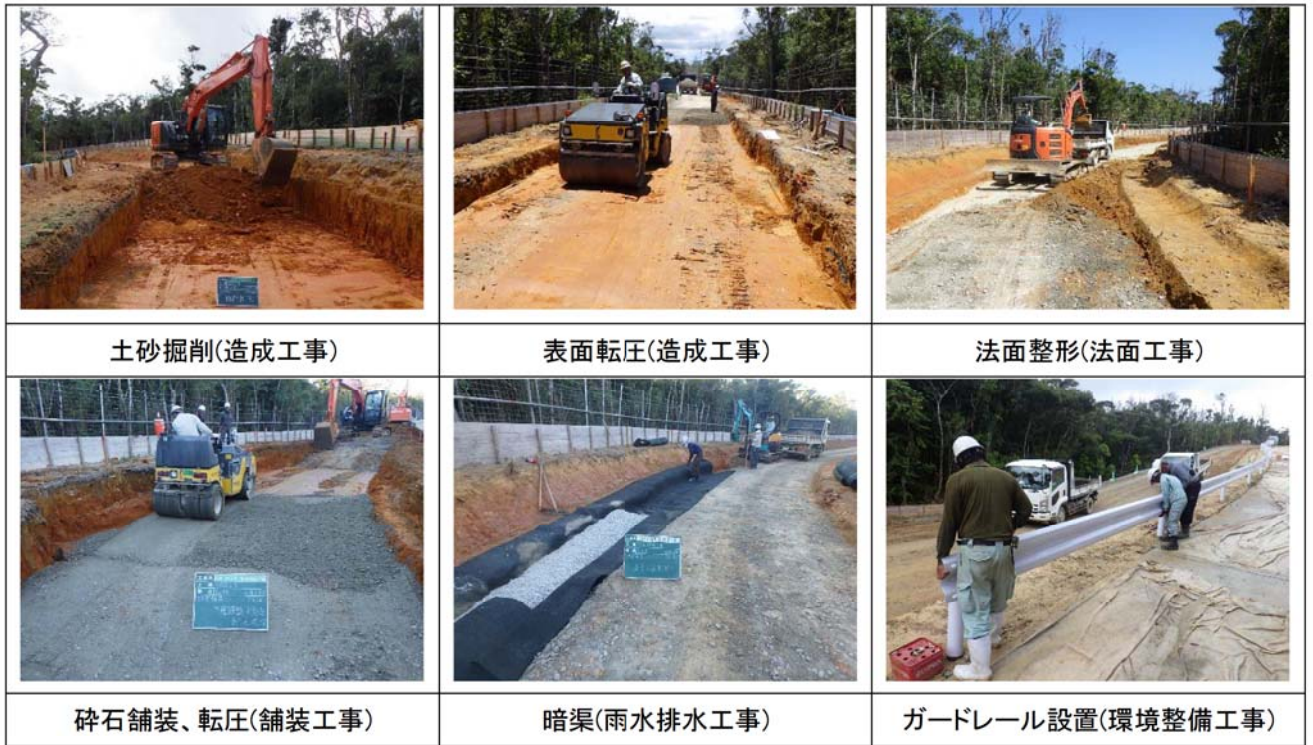 土砂掘削(造成工事)
表面転圧(造成工事)
法面整形(法面工事)
砕石舗装、転圧(舗装工事)
暗渠(雨水排水工事)
ガードレール設置(環境整備工事)